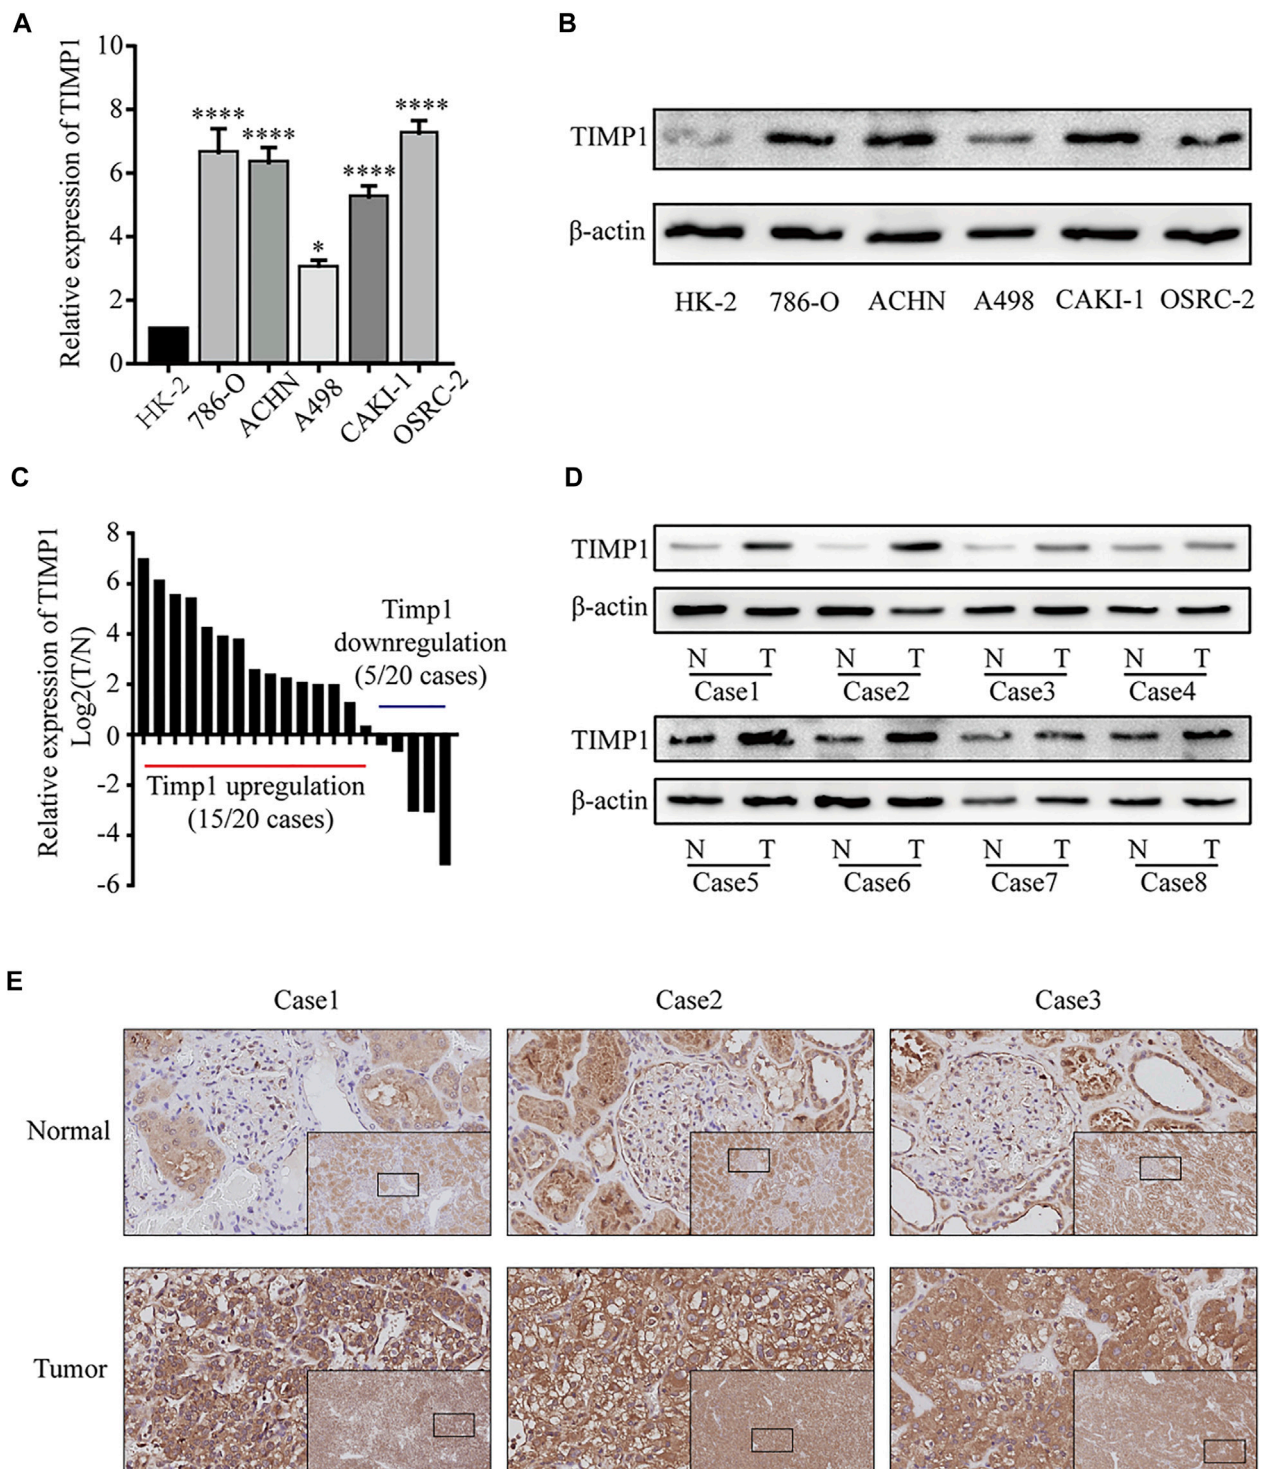 A
Relative expression of TIMP1
10
8
6
4
2
0
****
****
*
****
****
HK-2
786-O
ACHN
A498
CAKI-1
OSRC-2
B
TIMP1
β-actin
HK-2 786-O ACHN A498 CAKI-1 OSRC-2
C
Relative expression of TIMP1
Log2(T/N)
8
6
4
2
0
-2
-4
-6
Timp1
downregulation
(5/20 cases)
Timp1 upregulation
(15/20 cases)
D
TIMP1
β-actin
N T N T N T N T
Case1 Case2 Case3 Case4
TIMP1
β-actin
N T N T N T N T
Case5 Case6 Case7 Case8
E
Case1 Case2 Case3
Normal
Tumor